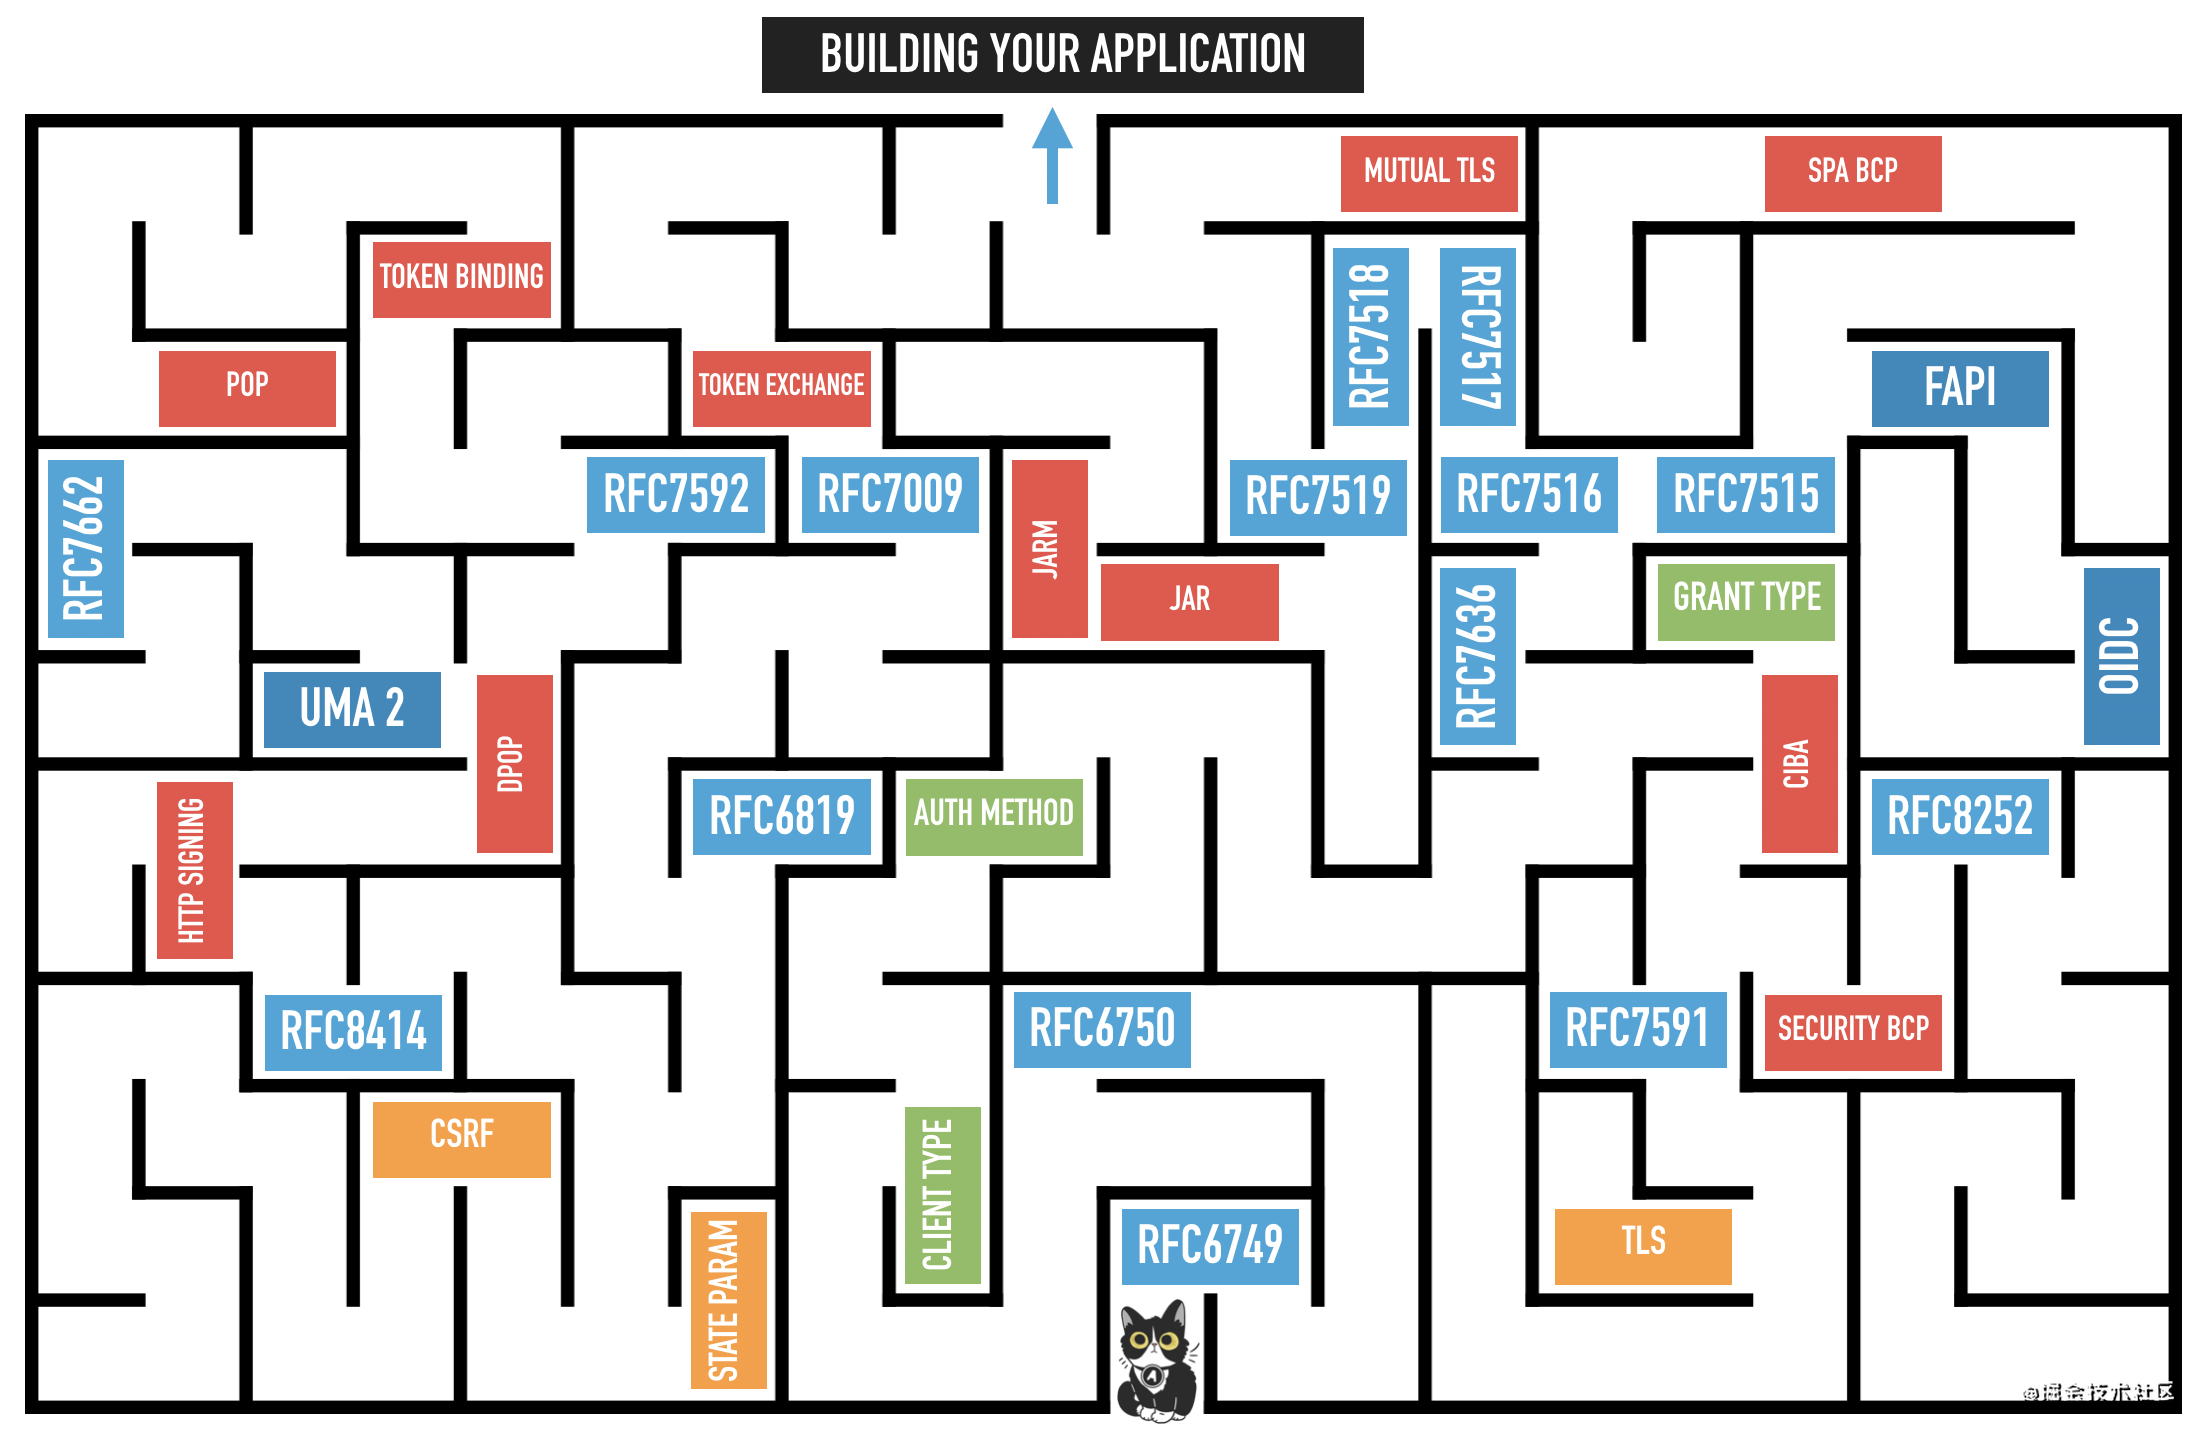 BUILDING YOUR APPLICATION
MUTUAL TLS
SPA BCP
TOKEN BINDING
RFC7518
RFC7517
POP
TOKEN EXCHANGE
FAPI
RFC7662
RFC7592
RFC7009
JARM
RFC7519
RFC7516
RFC7515
JAR
RFC7636
GRANT TYPE
OIDC
UMA 2
DPOP
CIBA
HTTP SIGNING
RFC6819
AUTH METHOD
RFC8252
RFC8414
RFC6750
RFC7591
SECURITY BCP
CSRF
CLIENT TYPE
STATE PARAM
RFC6749
TLS
@掘金技术社区